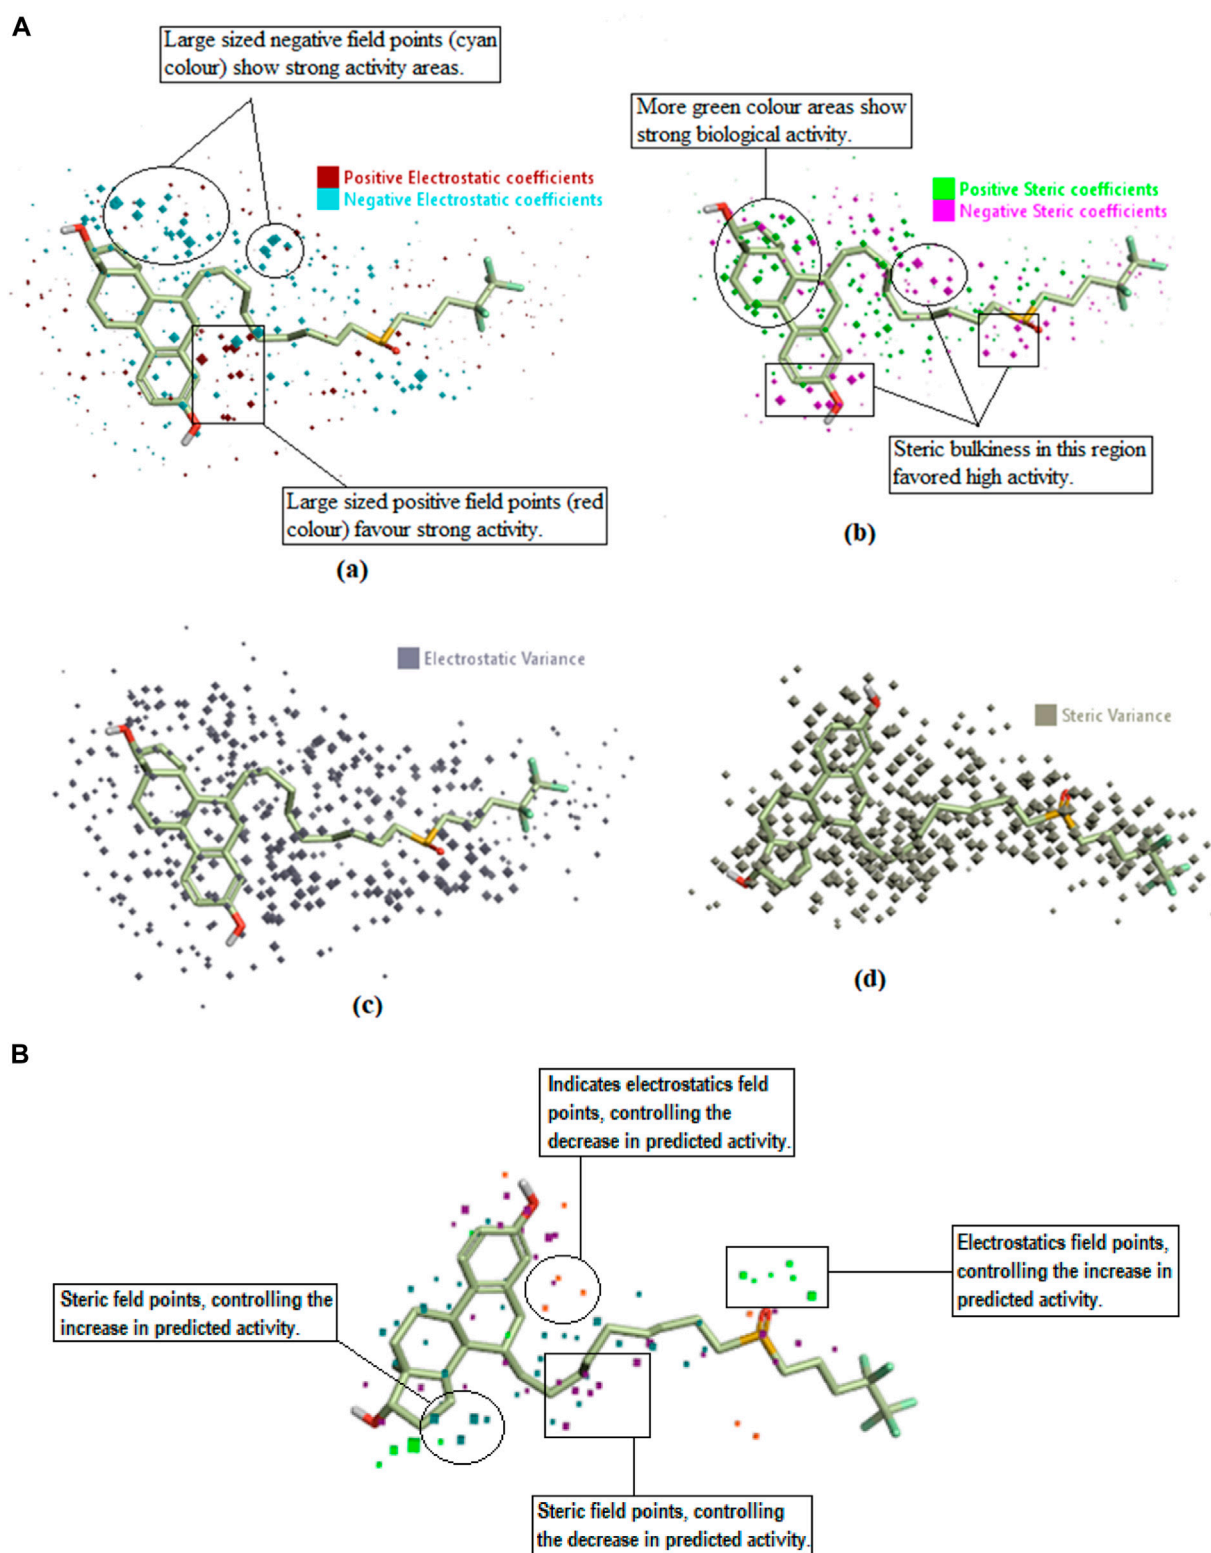 A
Large sized negative field points (cyan
colour) show strong activity areas.
Positive Electrostatic coefficients
Negative Electrostatic coefficients
Large sized positive field points (red
colour) favour strong activity.
(a)
More green colour areas show
strong biological activity.
Positive Steric coefficients
Negative Steric coefficients
Steric bulkiness in this region
favored high activity.
(b)
Electrostatic Variance
(c)
Steric Variance
(d)
B
Indicates electrostatics feld
points, controlling the
decrease in predicted activity.
Electrostatics field points,
controlling the increase in
predicted activity.
Steric feld points, controlling the
increase in predicted activity.
Steric field points, controlling
the decrease in predicted activity.